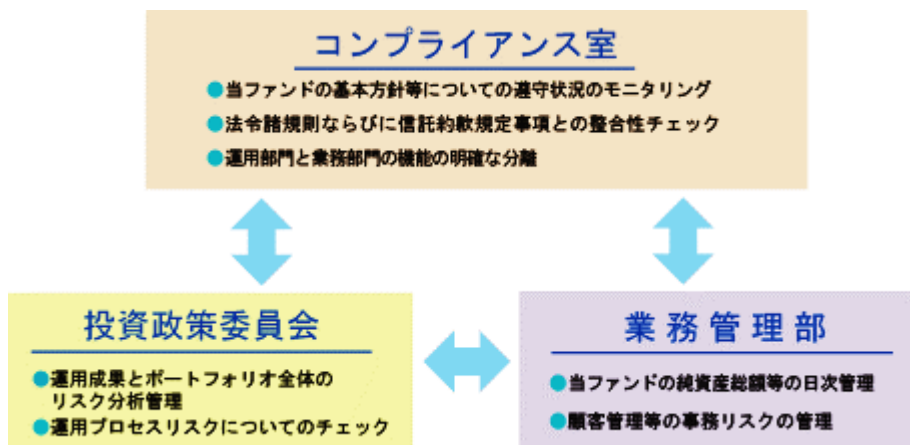 コンプライアンス室
●当ファンドの基本方針等についての遵守状況のモニタリング
●法令諸規則ならびに信託約款規定事項との整合性チェック
●運用部門と業務部門の機能の明確な分離
投資政策委員会
●運用成果とポートフォリオ全体の
リスク分析管理
●運用プロセスリスクについてのチェック
業務管理部
●当ファンドの純資産総額等の日次管理
●顧客管理等の事務リスクの管理